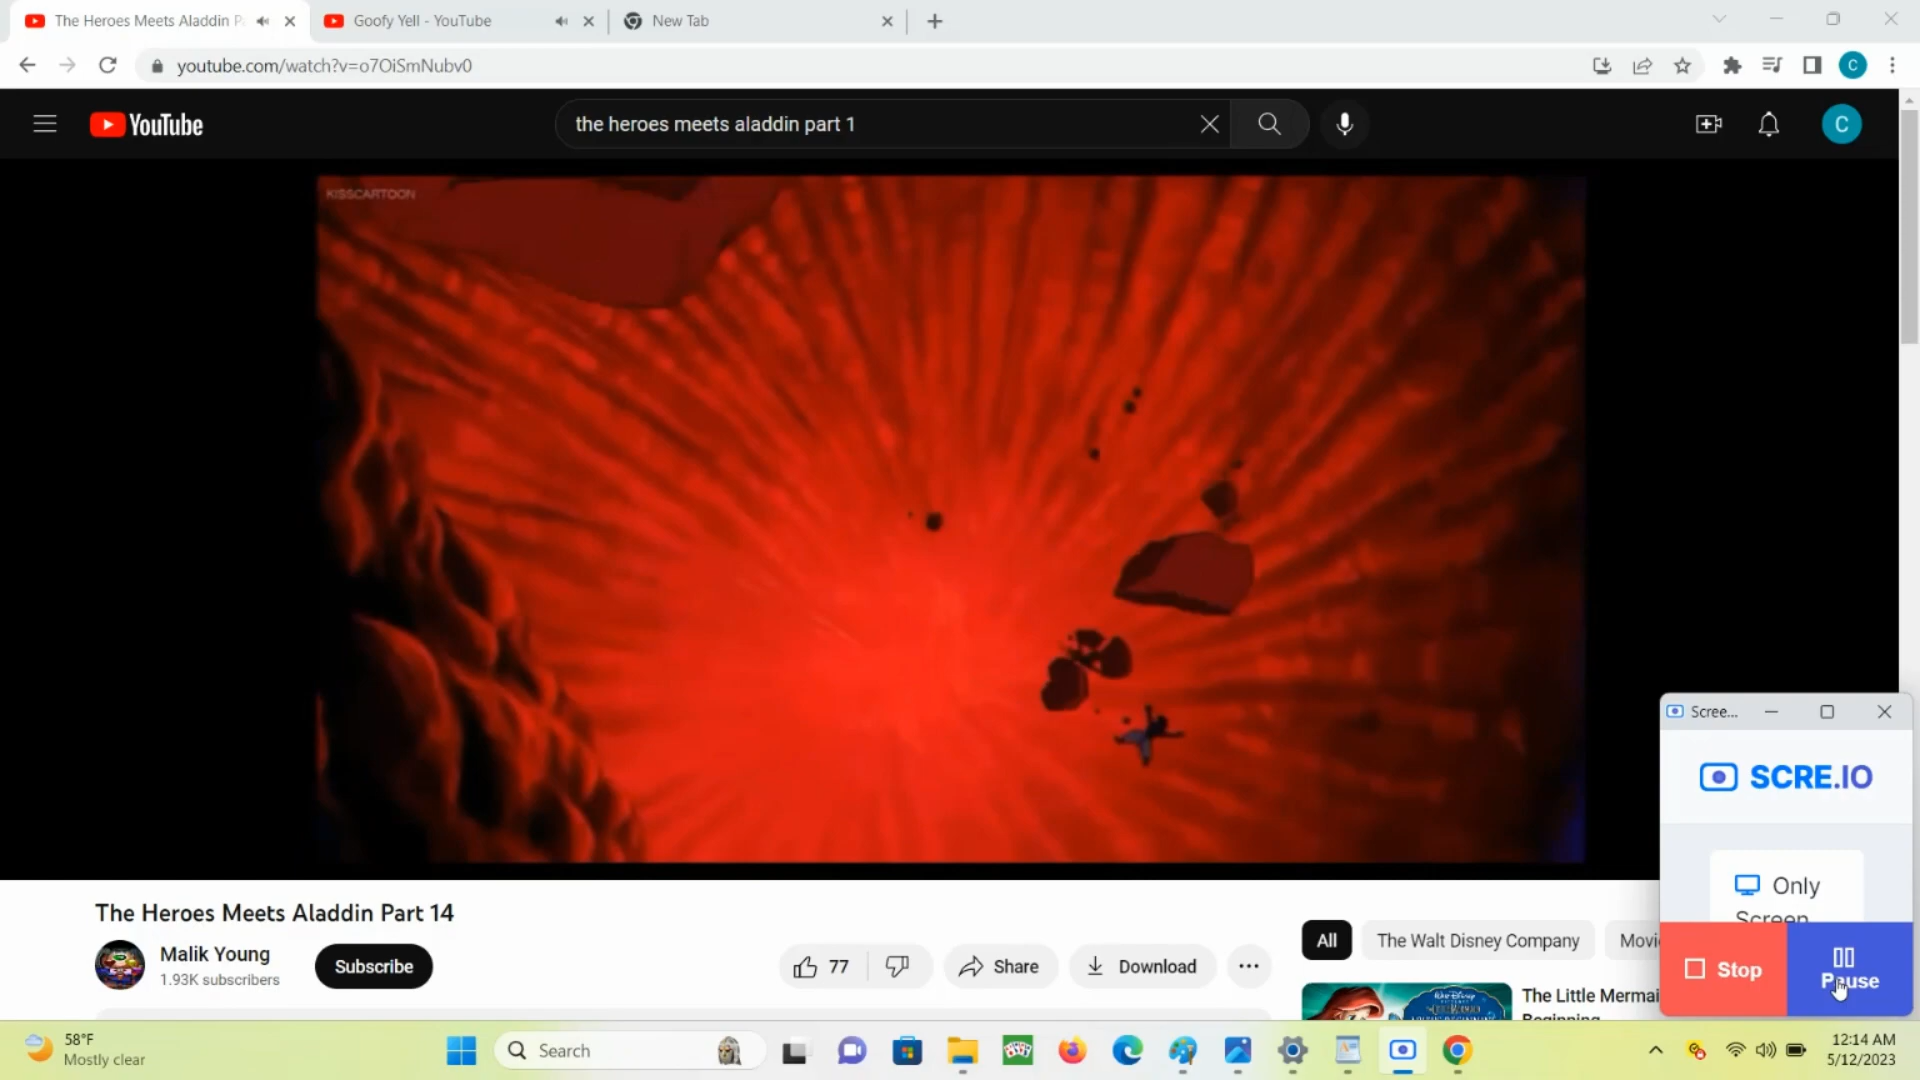 The Heroes Meets Aladdin P
Goofy Yell - YouTube
New Tab
youtube.com/watch?v=o7OiSmNubv0
YouTube
the heroes meets aladdin part 1
C
C
KISSCARTOON
Scree...
SCRE.IO
Only
Screen
Stop
Pause
The Heroes Meets Aladdin Part 14
Malik Young
1.93K subscribers
Subscribe
77
Share
Download
All
The Walt Disney Company
Movi
The Little Mermai
Beginning
58°F
Mostly clear
Search
12:14 AM
5/12/2023